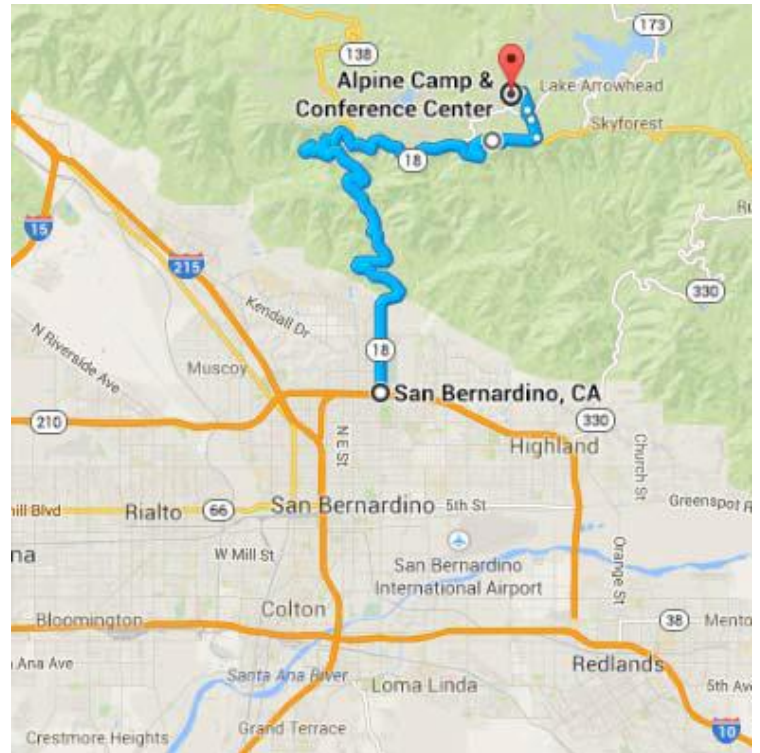 173
138
Alpine Camp &
Conference Center
Lake Arrowhead
Skyforest
18
15
215
330
Kendall Dr
N Riverside Ave
18
Muscoy
San Bernardino, CA
210
330
N E St
Highland
Church St
Rialto
66
San Bernardino
5th St
Greenspot
W Mill St
San Bernardino
International Airport
Orange St
Colton
Bloomington
38
Redlands
Ana Ave
Santa Ana River
Loma Linda
5th Ave
Grand Terrace
Crestmore Heights
10